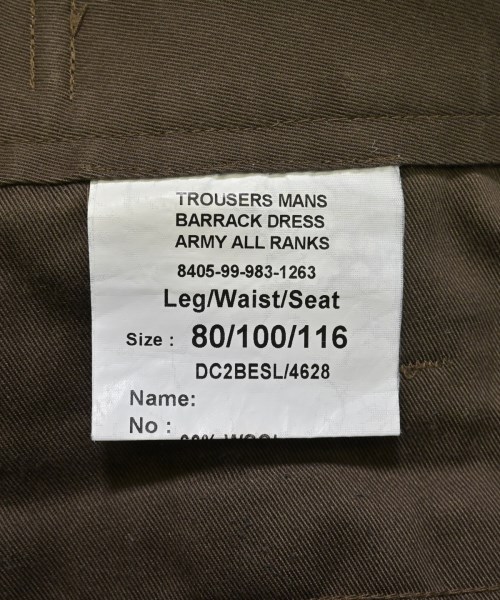 TROUSERS MANS
BARRACK DRESS
ARMY ALL RANKS
8405-99-983-1263
Leg/Waist/Seat
Size : 80/100/116
DC2BESL/4628
Name:
No :